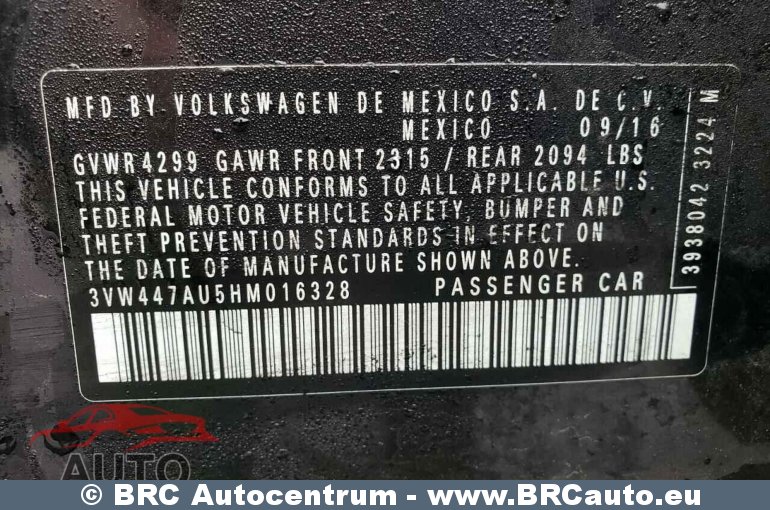 MFD BY VOLKSWAGEN DE MEXICO S.A. DE C.V.
MEXICO 09/16
GVWR 4299 GAWR FRONT 2315 / REAR 2094 LBS
THIS VEHICLE CONFORMS TO ALL APPLICABLE U.S.
FEDERAL MOTOR VEHICLE SAFETY, BUMPER AND
THEFT PREVENTION STANDARDS IN EFFECT ON
THE DATE OF MANUFACTURE SHOWN ABOVE.
3VW447AU5HM016328 PASSENGER CAR
3938042 3224 M
AUTO
© BRC Autocentrum - www.BRCauto.eu